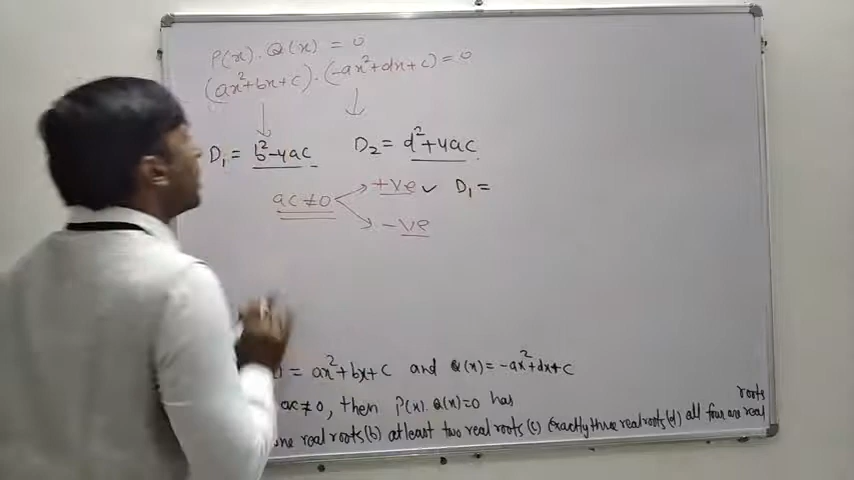 P(x). Q(x) = 0
(ax²+bx+c).(-ax²+dx+c)=0
D₁= b²-4ac D₂= d²+4ac.
ac≠0 +ve ✓ D₁=
-ve
= ax²+bx+c and Q(x)= -ax²+dx+c
ac≠0, then P(x). Q(x)=0 has
real roots (b) atleast two real roots (c) Exactly three real roots (d) all four are real roots